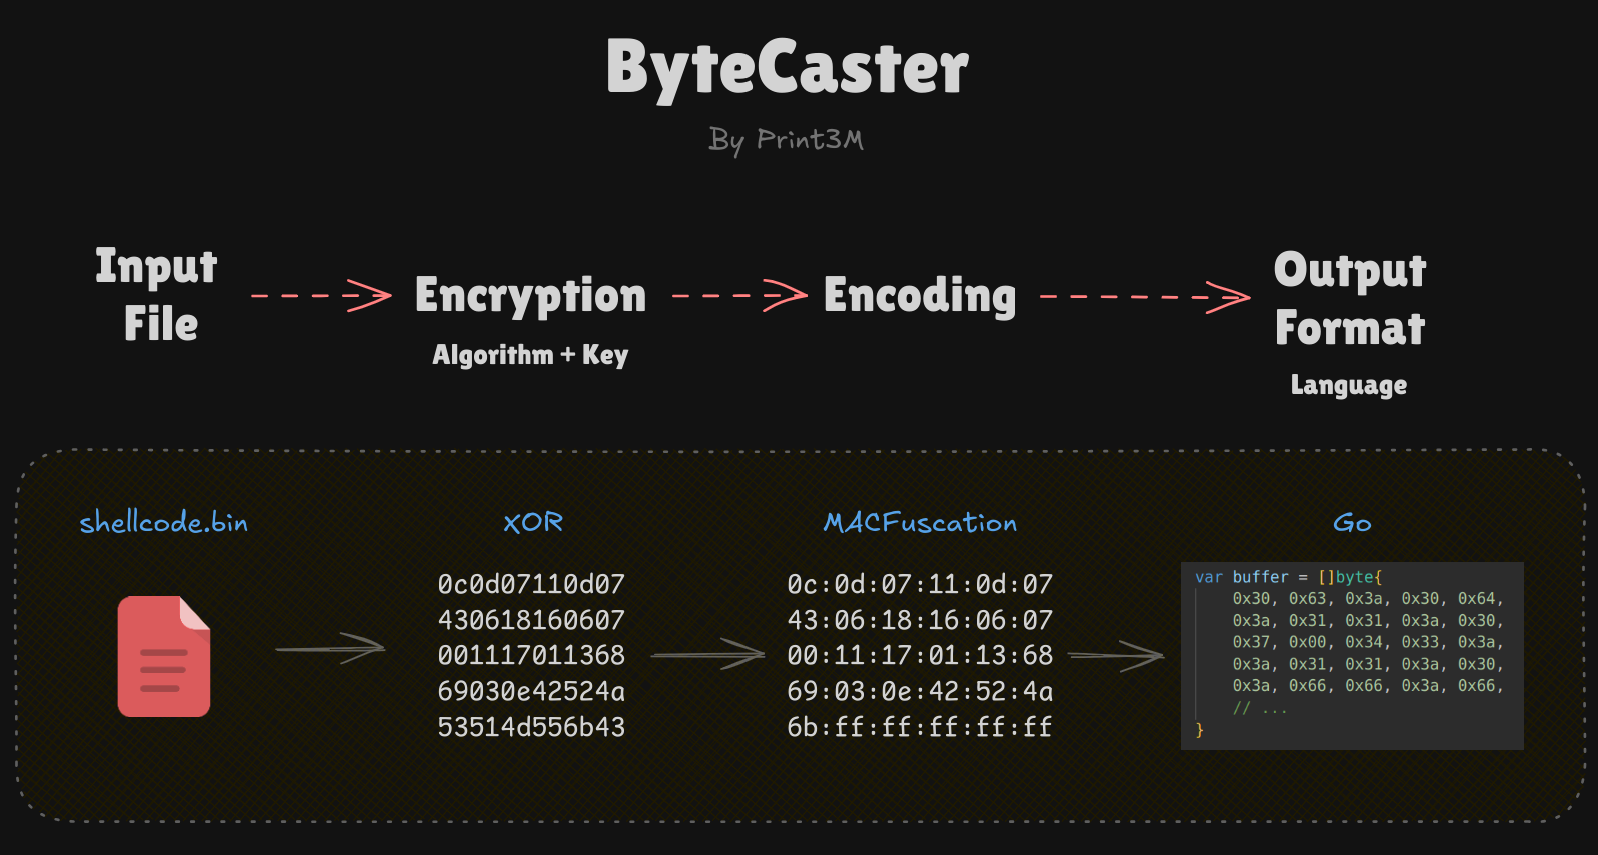 ByteCaster
By Print3M
Input
File
Encryption
Algorithm + Key
Encoding
Output
Format
Language
shellcode.bin
XOR
0c0d07110d07
430618160607
001117011368
69030e42524a
53514d556b43
MACFuscation
0c:0d:07:11:0d:07
43:06:18:16:06:07
00:11:17:01:13:68
69:03:0e:42:52:4a
6b:ff:ff:ff:ff:ff
Go
var buffer = []byte{
0x30, 0x63, 0x3a, 0x30, 0x64,
0x3a, 0x31, 0x31, 0x3a, 0x30,
0x37, 0x00, 0x34, 0x33, 0x3a,
0x3a, 0x31, 0x31, 0x3a, 0x30,
0x3a, 0x66, 0x66, 0x3a, 0x66,
// ...
}